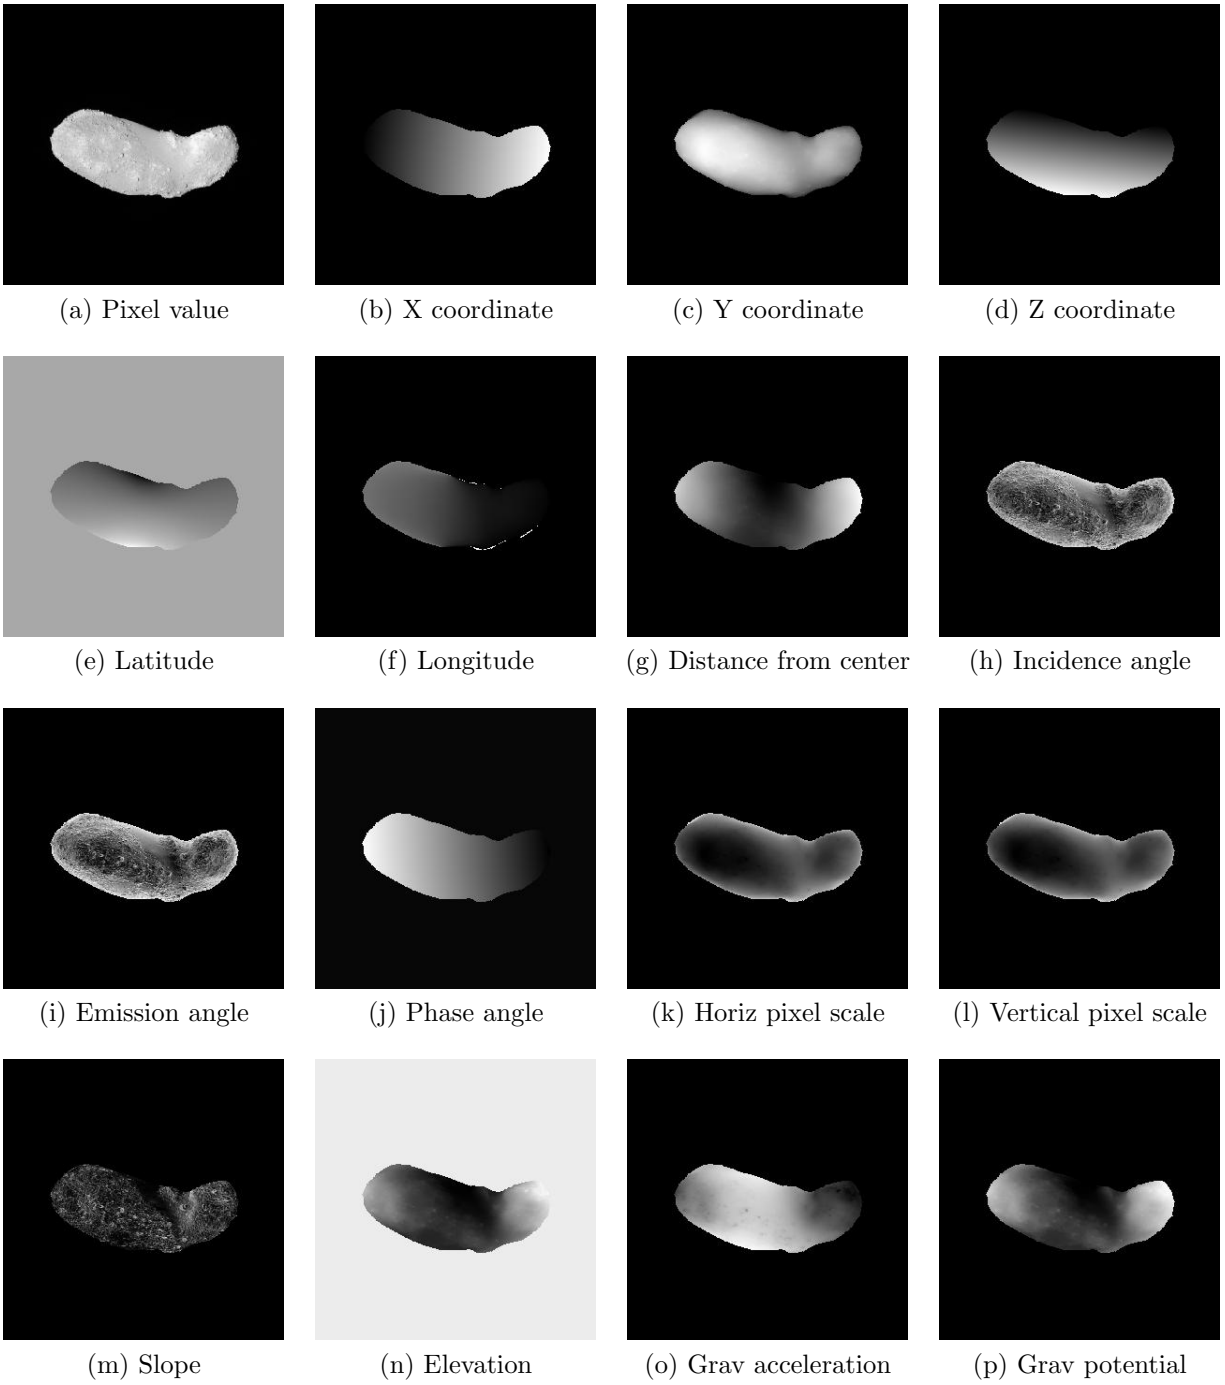 (a) Pixel value
(b) X coordinate
(c) Y coordinate
(d) Z coordinate
(e) Latitude
(f) Longitude
(g) Distance from center
(h) Incidence angle
(i) Emission angle
(j) Phase angle
(k) Horiz pixel scale
(l) Vertical pixel scale
(m) Slope
(n) Elevation
(o) Grav acceleration
(p) Grav potential